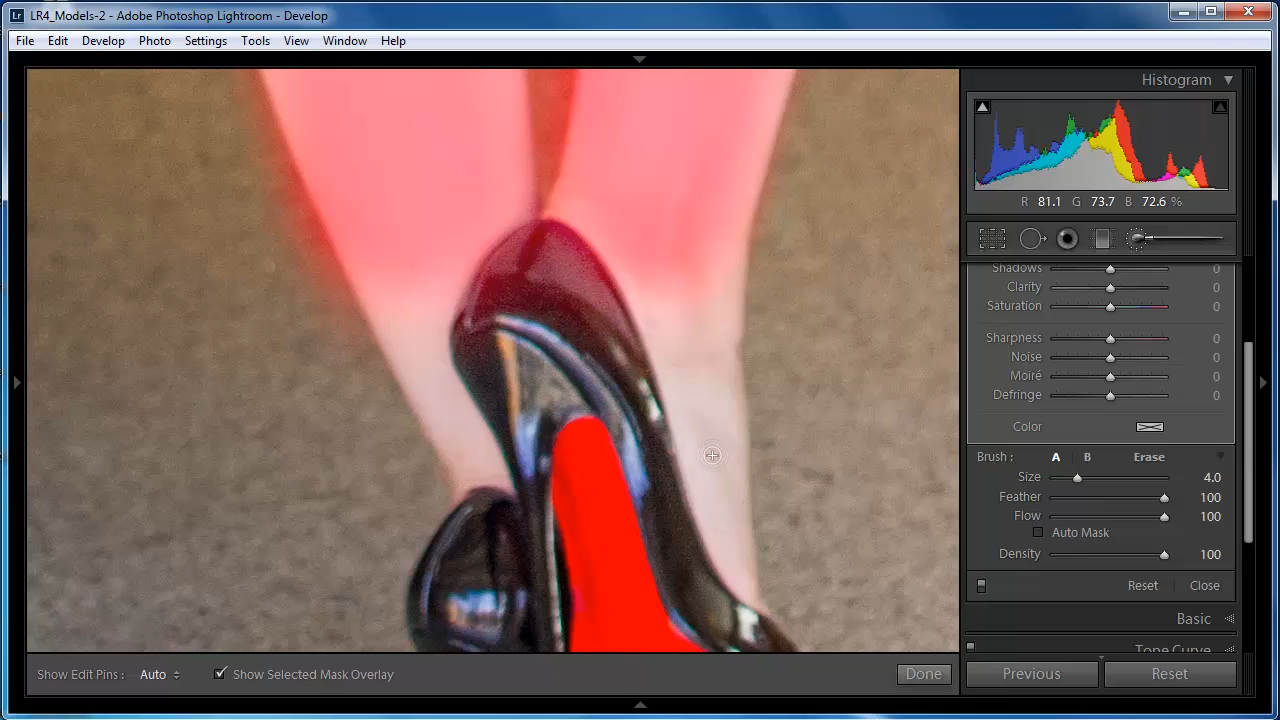 LR4_Models-2 - Adobe Photoshop Lightroom - Develop
File Edit Develop Photo Settings Tools View Window Help
Histogram
R 81.1 G 73.7 B 72.6 %
Shadows 0
Clarity 0
Saturation 0
Sharpness 0
Noise 0
Moiré 0
Defringe 0
Color
Brush : A B Erase
Size 4.0
Feather 100
Flow 100
Auto Mask
Density 100
Reset Close
Basic
Tone Curve
Show Edit Pins : Auto Show Selected Mask Overlay Done
Previous Reset